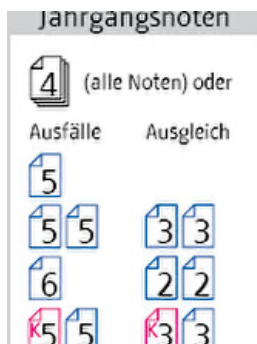 Jahrgangsnoten
4 (alle Noten) oder
Ausfälle Ausgleich
5
5 5 3 3
6 2 2
K5 5 K3 3